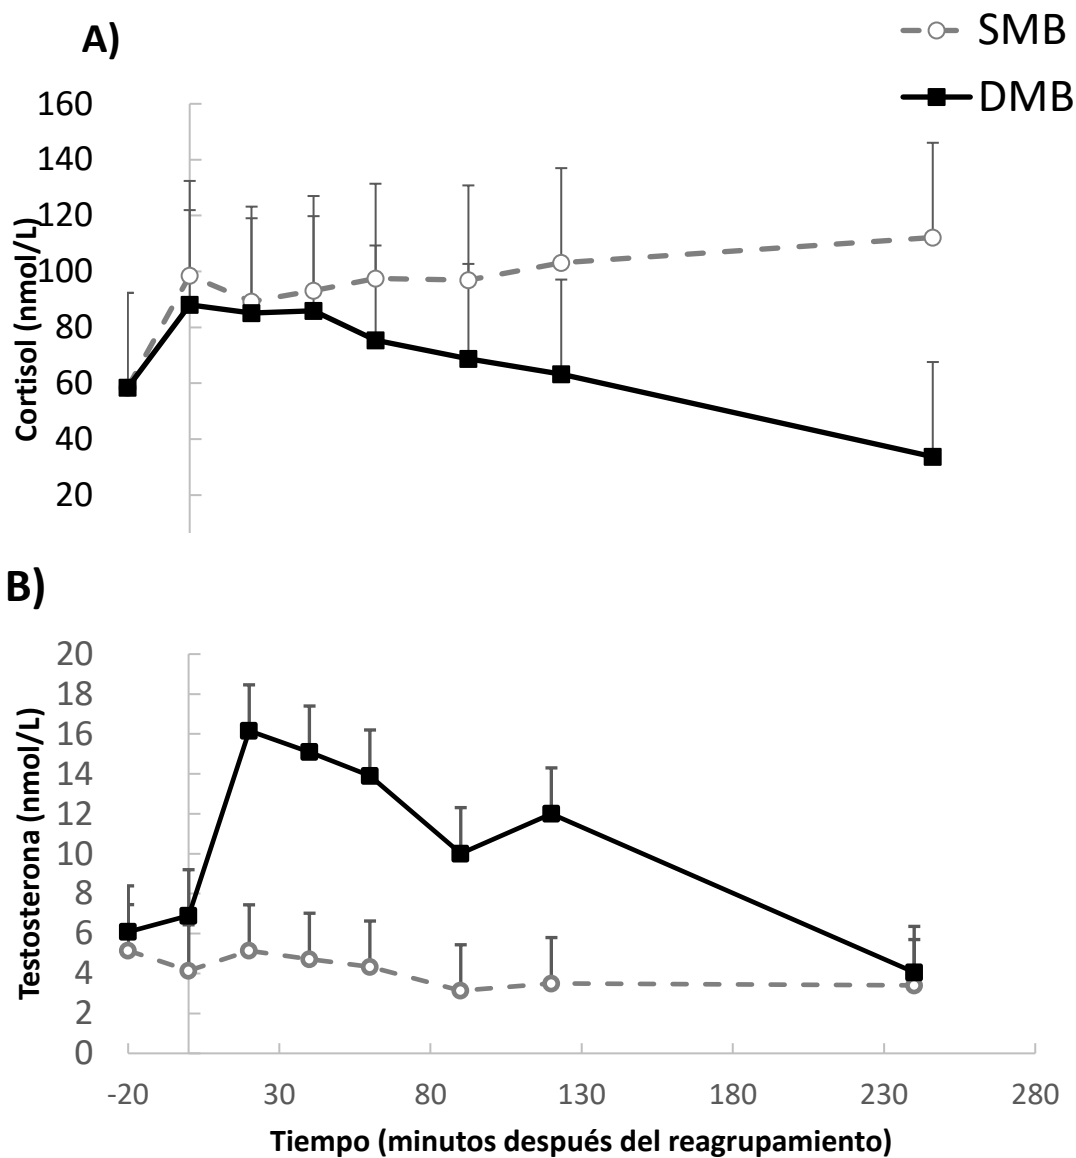 A)
SMB
DMB
160
140
120
100
80
60
40
20
Cortisol (nmol/L)
B)
20
18
16
14
12
10
8
6
4
2
0
Testosterona (nmol/L)
-20 30 80 130 180 230 280
Tiempo (minutos después del reagrupamiento)